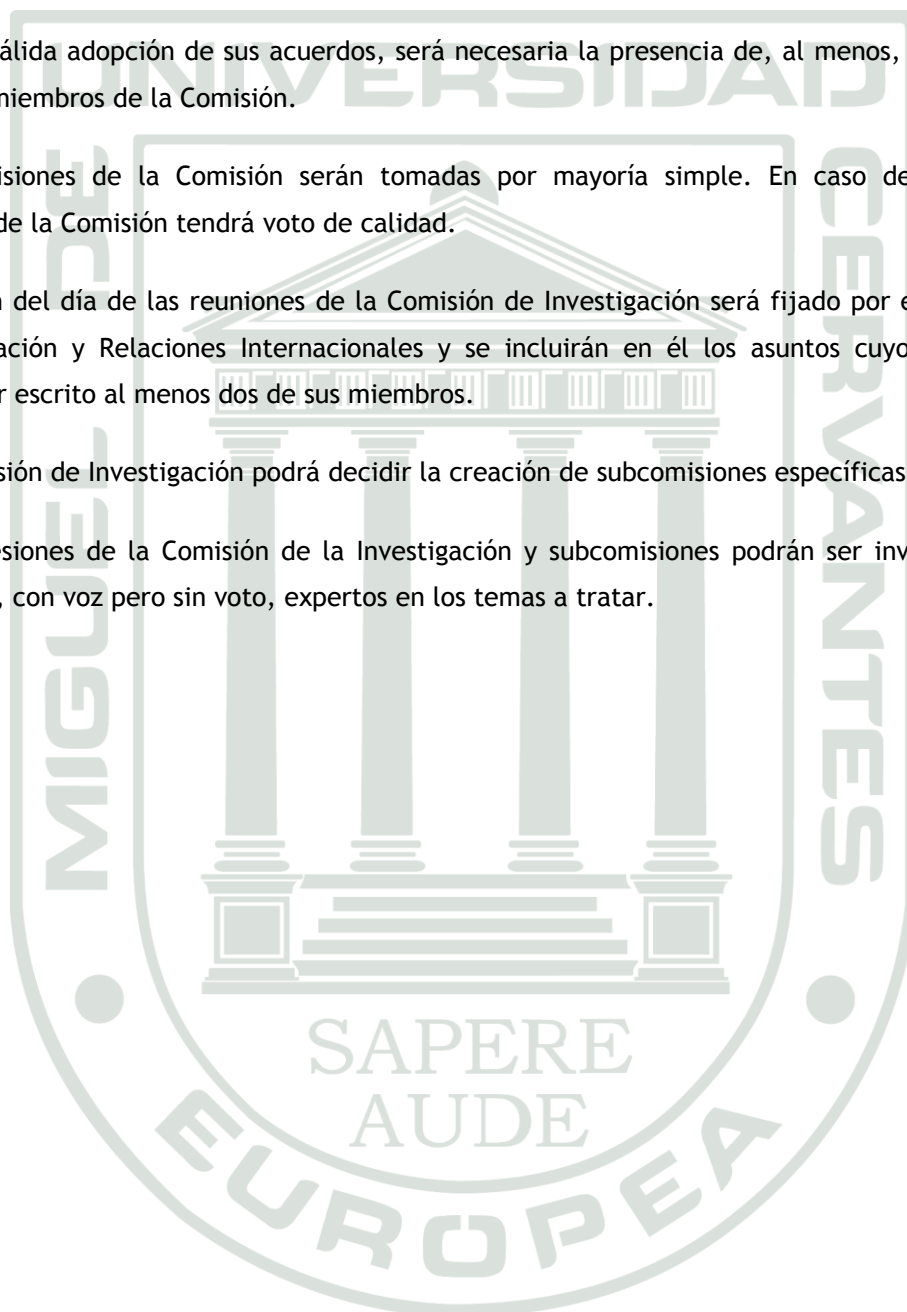 álida adopción de sus acuerdos, será necesaria la presencia de, al menos,
miembros de la Comisión.
isiones de la Comisión serán tomadas por mayoría simple. En caso de
de la Comisión tendrá voto de calidad.
del día de las reuniones de la Comisión de Investigación será fijado por e
ación y Relaciones Internacionales y se incluirán en él los asuntos cuyo
r escrito al menos dos de sus miembros.
sión de Investigación podrá decidir la creación de subcomisiones específicas
esiones de la Comisión de la Investigación y subcomisiones podrán ser inv
, con voz pero sin voto, expertos en los temas a tratar.
UNIVERSIDAD
EUROPEA
MIGUEL DE
CERVANTES
SAPERE
AUDE